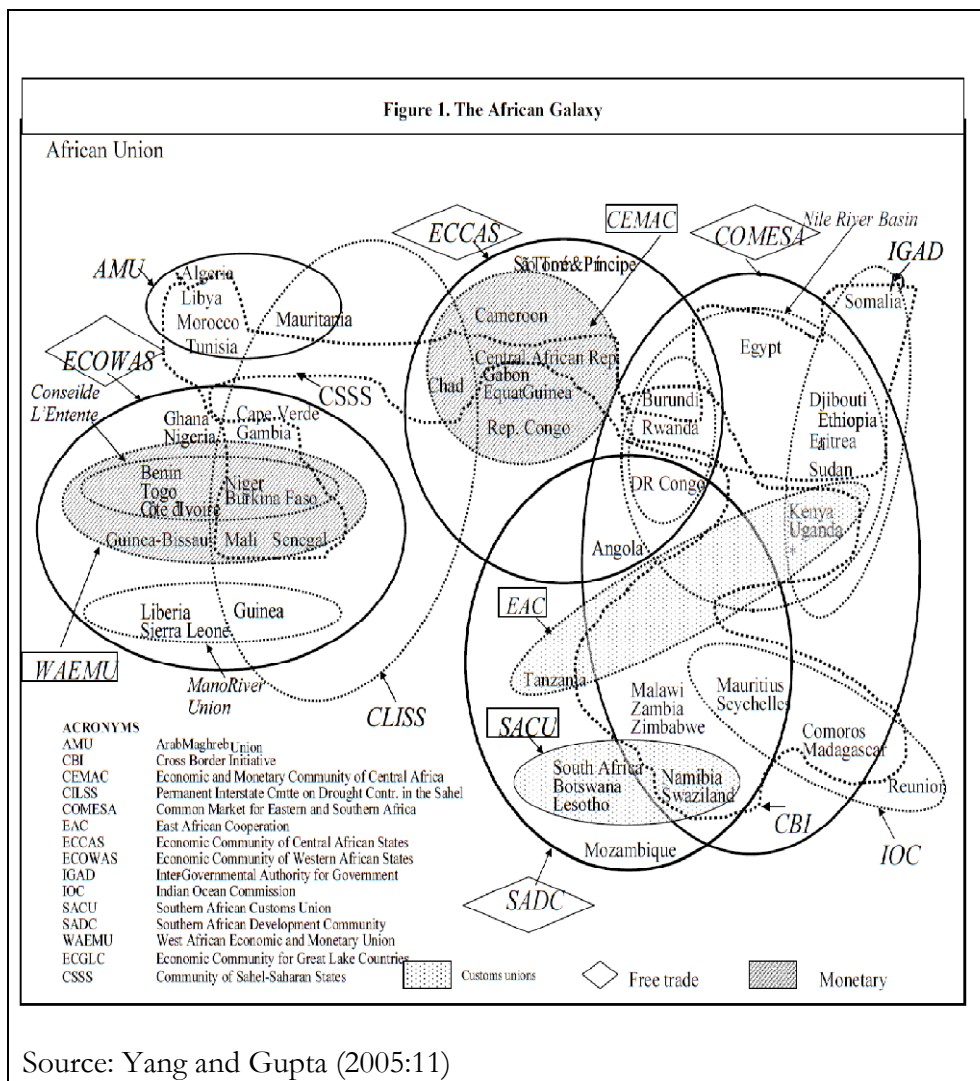 Figure 1. The African Galaxy
African Union
ECCAS
CEMAC
COMESA
Nile River Basin
IGAD
AMU
Algeria
Libya
Morocco
Tunisia
Mauritania
São Tomé & Príncipe
Cameroon
Central African Rep.
Gabon
Equat Guinea
Chad
Rep. Congo
Somalia
Egypt
Djibouti
Ethiopia
Eritrea
Sudan
Burundi
Rwanda
DR Congo
Kenya
Uganda
*
Angola
ECOWAS
Conseilde
L'Entente
CSSS
Ghana
Nigeria
Cape Verde
Gambia
Benin
Togo
Côte d'Ivoire
Niger
Burkina Faso
Guinea-Bissau
Mali
Senegal
Liberia
Sierra Leone
Guinea
WAEMU
ManoRiver
Union
CLISS
EAC
Tanzania
SACU
Malawi
Zambia
Zimbabwe
Mauritius
Seychelles
Comoros
Madagascar
Reunion
South Africa
Botswana
Lesotho
Namibia
Swaziland
CBI
IOC
Mozambique
SADC
ACRONYMS
AMU ArabMaghreb Union
CBI Cross Border Initiative
CEMAC Economic and Monetary Community of Central Africa
CILSS Permanent Interstate Cmtte on Drought Contr. in the Sahel
COMESA Common Market for Eastern and Southern Africa
EAC East African Cooperation
ECCAS Economic Community of Central African States
ECOWAS Economic Community of Western African States
IGAD Inter-Governmental Authority for Government
IOC Indian Ocean Commission
SACU Southern African Customs Union
SADC Southern African Development Community
WAEMU West African Economic and Monetary Union
ECGLC Economic Community for Great Lake Countries
CSSS Community of Sahel-Saharan States
Customs unions
Free trade
Monetary
Source: Yang and Gupta (2005:11)